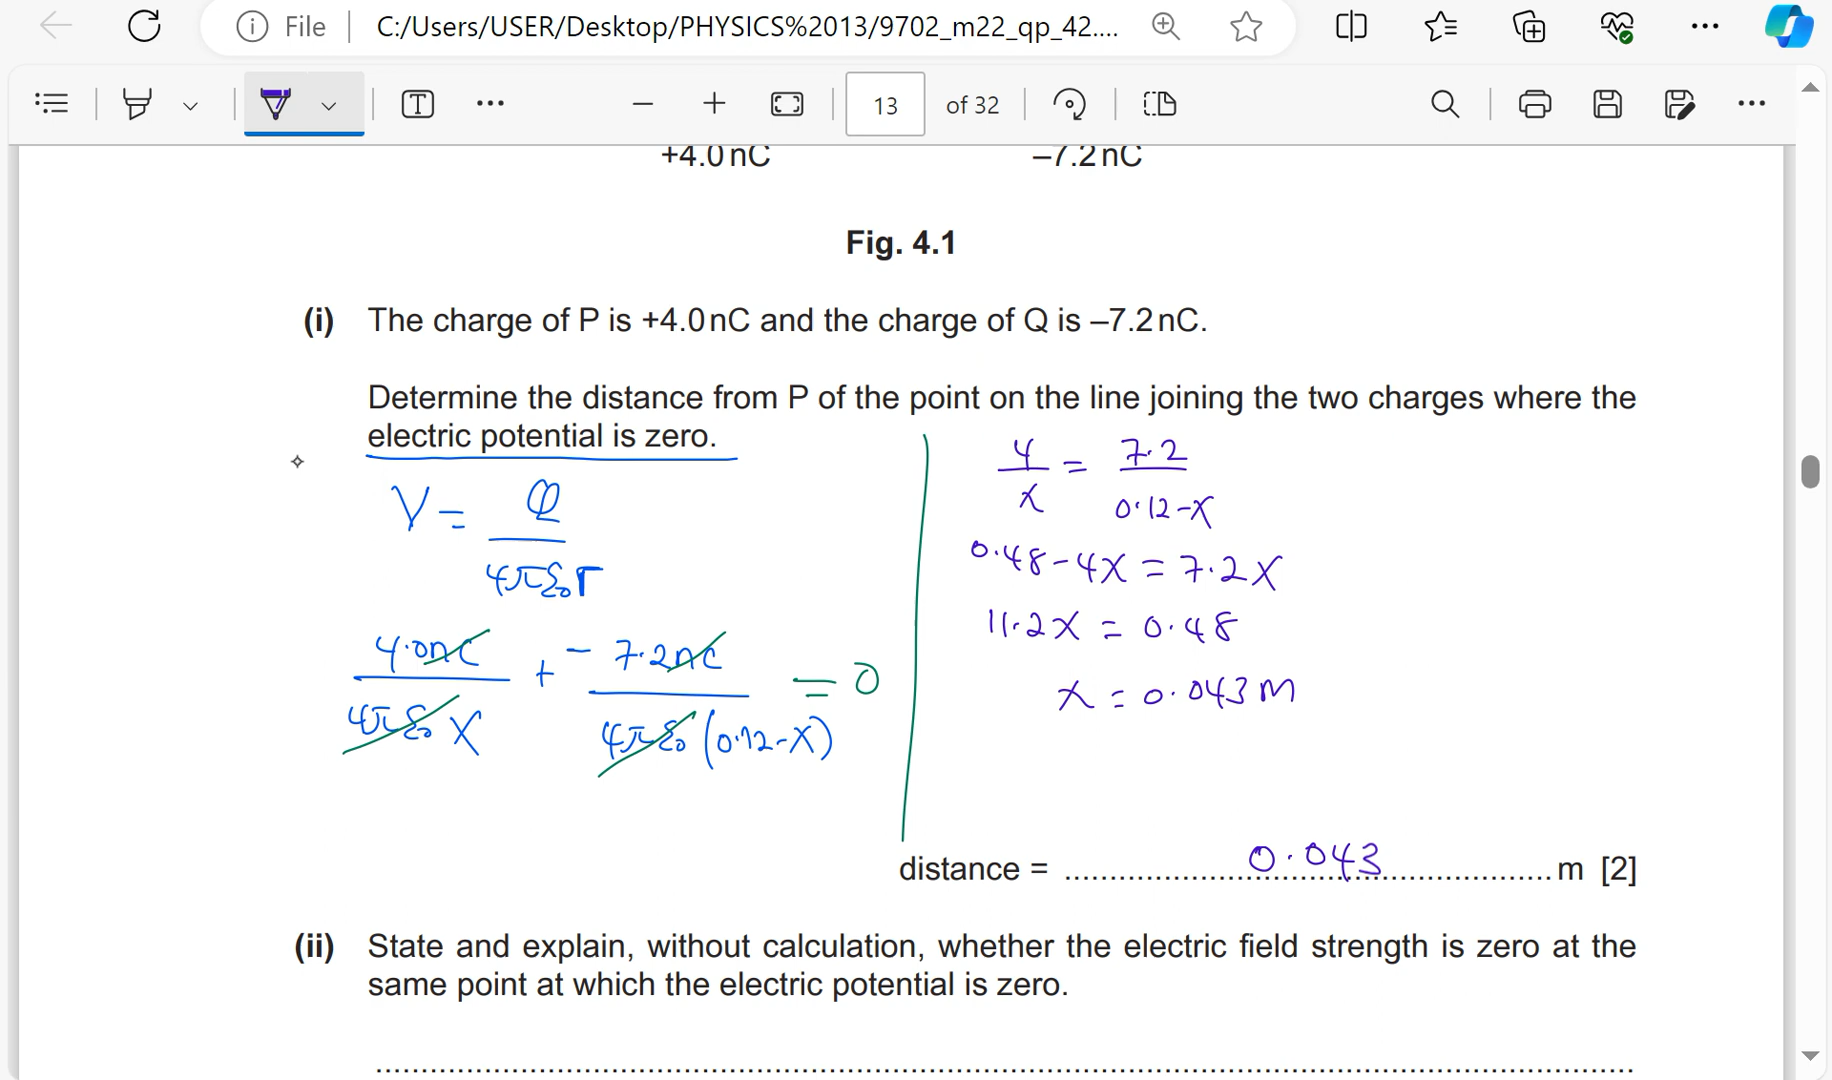 File C:/Users/USER/Desktop/PHYSICS%2013/9702_m22_qp_42....
13 of 32
+4.0 nC –7.2 nC
Fig. 4.1
(i) The charge of P is +4.0 nC and the charge of Q is –7.2 nC.
Determine the distance from P of the point on the line joining the two charges where the
electric potential is zero.
V = Q / 4πε₀r
4.0nC / 4πε₀x + -7.2nC / 4πε₀(0.12-x) = 0
4 / x = 7.2 / 0.12-x
0.48-4x = 7.2x
11.2x = 0.48
x = 0.043m
distance = 0.043 m [2]
(ii) State and explain, without calculation, whether the electric field strength is zero at the
same point at which the electric potential is zero.